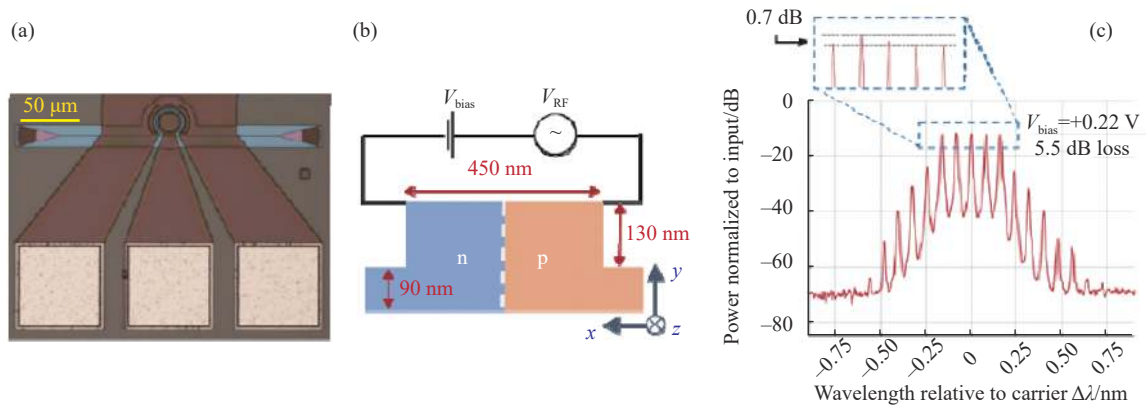 (a)
50 μm
(b)
V_bias
V_RF
~
450 nm
130 nm
n
p
90 nm
y
x
z
(c)
0.7 dB
V_bias=+0.22 V
5.5 dB loss
Power normalized to input/dB
0
−20
−40
−60
−80
−0.75
−0.50
−0.25
0
0.25
0.50
0.75
Wavelength relative to carrier Δλ/nm